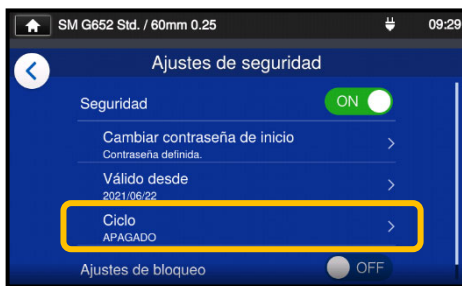 SM G652 Std. / 60mm 0.25 09:29
Ajustes de seguridad
Seguridad ON
Cambiar contraseña de inicio
Contraseña definida.
Válido desde
2021/06/22
Ciclo
APAGADO
Ajustes de bloqueo OFF